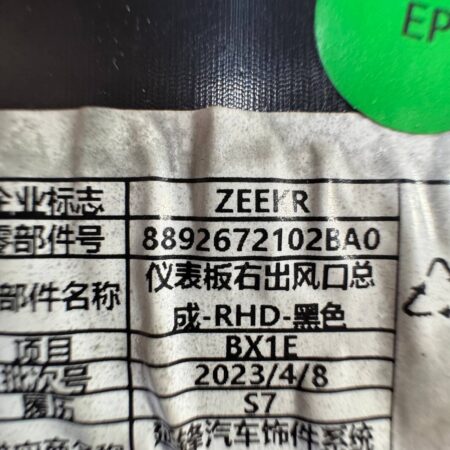 EP
企业标志 ZEEKR
零部件号 8892672102BA0
部件名称 仪表板右出风口总
成-RHD-黑色
项目 BX1E
批次号 2023/4/8
履历 S7
延锋汽车饰件系统